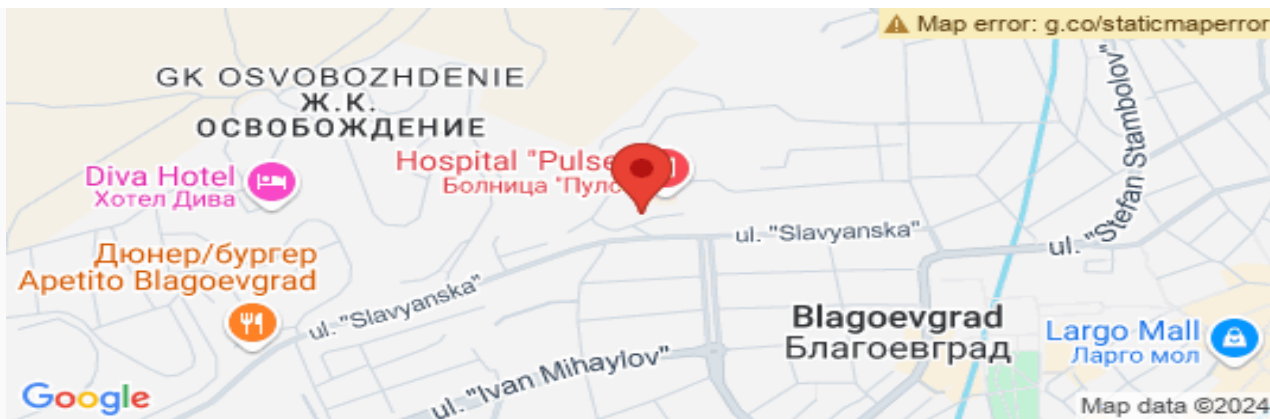 Map error: g.co/staticmaperror
GK OSVOBOZHDENIE
Ж.К.
ОСВОБОЖДЕНИЕ
Hospital "Pulse
Болница "Пулс
Diva Hotel
Хотел Дива
ul. "Stefan Stambolov"
ul. "Slavyanska"
Дюнер/бургер
Apetito Blagoevgrad
ul. "Slavyanska"
Blagoevgrad
Благоевград
Largo Mall
Ларго мол
ul. "Ivan Mihaylov"
Google
Map data ©2024